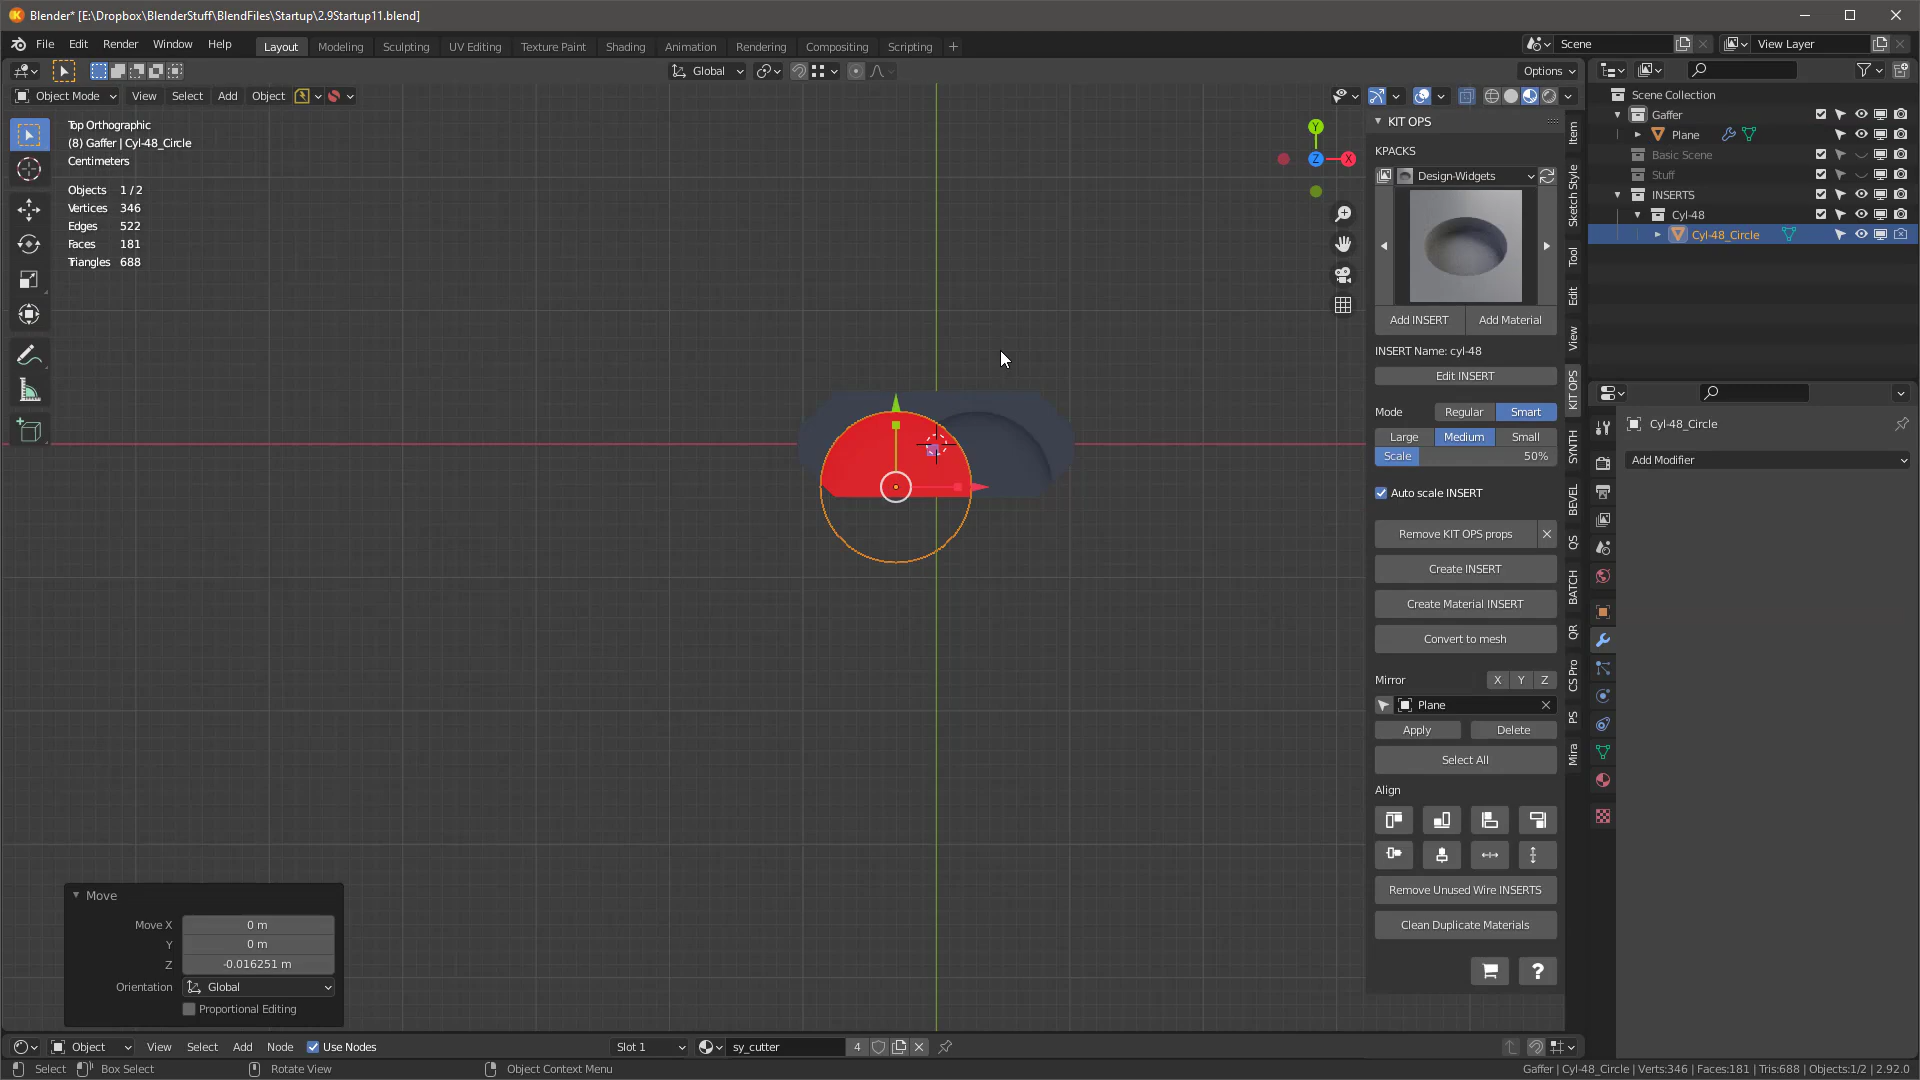 Blender* [E:\Dropbox\BlenderStuff\BlendFiles\Startup\2.9Startup11.blend]
File Edit Render Window Help Layout Modeling Sculpting UV Editing Texture Paint Shading Animation Rendering Compositing Scripting + Scene View Layer
Global Options
Object Mode View Select Add Object
Top Orthographic
(8) Gaffer | Cyl-48_Circle
Centimeters
Objects 1 / 2
Vertices 346
Edges 522
Faces 181
Triangles 688
Y
Z
X
KIT OPS
KPACKS
Design-Widgets
Add INSERT Add Material
INSERT Name: cyl-48
Edit INSERT
Mode Regular Smart
Large Medium Small
Scale 50%
Auto scale INSERT
Remove KIT OPS props
Create INSERT
Create Material INSERT
Convert to mesh
Mirror X Y Z
Plane
Apply Delete
Select All
Align
Remove Unused Wire INSERTS
Clean Duplicate Materials
?
Item
Sketch Style
Tool
Edit
View
KIT OPS
SYNTH
BEVEL
QS
BATCH
QR
CS Pro
PS
Mira
Scene Collection
Gaffer
Plane
Basic Scene
Stuff
INSERTS
Cyl-48
Cyl-48_Circle
Cyl-48_Circle
Add Modifier
Move
Move X 0 m
Y 0 m
Z -0.016251 m
Orientation Global
Proportional Editing
Object View Select Add Node Use Nodes Slot 1 sy_cutter 4
Select Box Select Rotate View Object Context Menu Gaffer | Cyl-48_Circle | Verts:346 | Faces:181 | Tris:688 | Objects:1/2 | 2.92.0